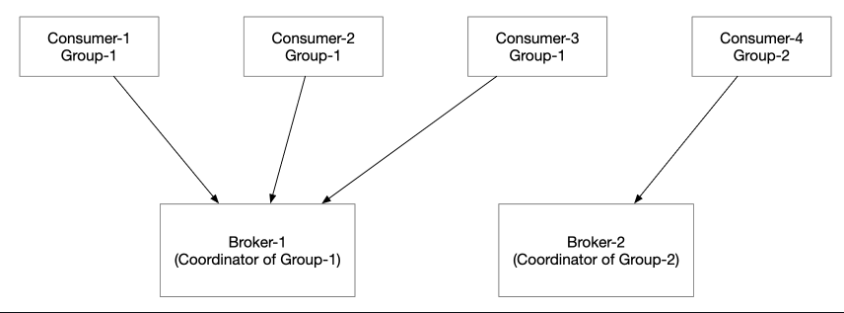 Consumer-1
Group-1
Consumer-2
Group-1
Consumer-3
Group-1
Consumer-4
Group-2
Broker-1
(Coordinator of Group-1)
Broker-2
(Coordinator of Group-2)